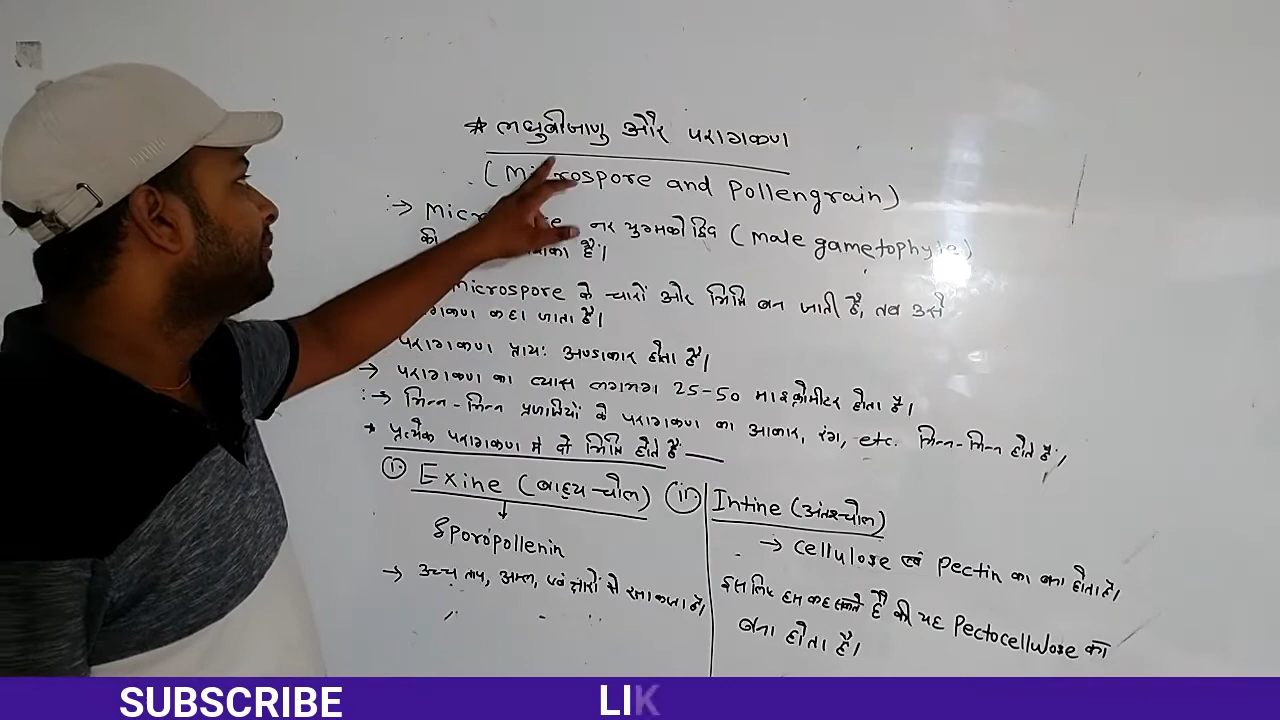 * लघुबीजाणु और परागकण
(Microspore and Pollengrain)
→ नर युग्मकोद्भिद (male gametophyte)
की है।
Microspore के चारों ओर भित्ति बन जाती है, तब उसे
कहा जाता है।
परागकण प्रायः अण्डाकार होता है।
→ परागकण का व्यास लगभग 25-50 माइक्रोमीटर होता है।
→ भिन्न-भिन्न प्रजातियों के परागकण का आकार, रंग, etc. भिन्न-भिन्न होते हैं।
* प्रत्येक परागकण मे दो भित्ति होते हैं —
(i) Exine (बाह्य-चोल)
Sporopollenin
→ उच्च ताप, अम्ल, एवं क्षारों से रक्षा करता है।
(ii) Intine (अंतश्चोल)
→ Cellulose एवं Pectin का बना होता है।
इसलिए हम कह सकते है की यह Pectocellulose का
बना होता है।
SUBSCRIBE
LIK